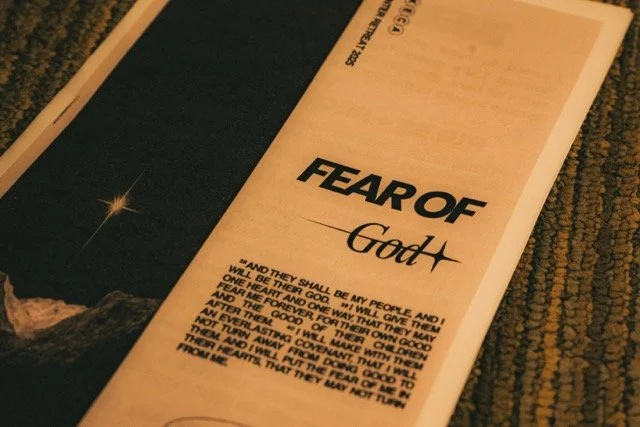 WINTER RETREAT 2025
FEAR OF
God
"AND THEY SHALL BE MY PEOPLE, AND I
WILL BE THEIR GOD. I WILL GIVE THEM
ONE HEART AND ONE WAY THAT THEY MAY
FEAR ME FOREVER, FOR THEIR OWN GOOD
AND THE GOOD OF THEIR CHILDREN
AFTER THEM. I WILL MAKE WITH THEM
AN EVERLASTING COVENANT, THAT I WILL
NOT TURN AWAY FROM DOING GOOD TO
THEM. AND I WILL PUT THE FEAR OF ME IN
THEIR HEARTS, THAT THEY MAY NOT TURN
FROM ME.